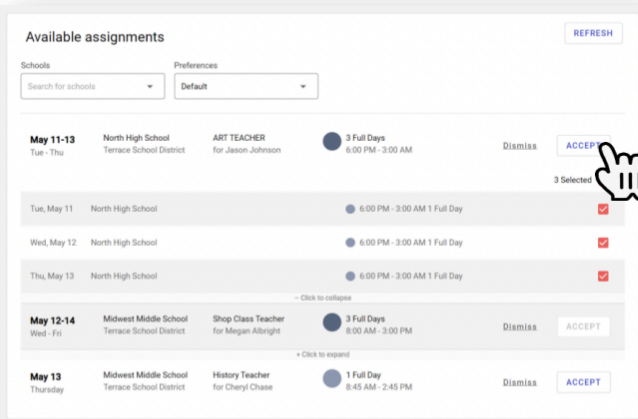 Available assignments
REFRESH
Schools
Preferences
Search for schools
Default
May 11-13
Tue - Thu
North High School
Terrace School District
ART TEACHER
for Jason Johnson
3 Full Days
6:00 PM - 3:00 AM
Dismiss
ACCEPT
3 Selected
Tue, May 11 North High School 6:00 PM - 3:00 AM 1 Full Day
Wed, May 12 North High School 6:00 PM - 3:00 AM 1 Full Day
Thu, May 13 North High School 6:00 PM - 3:00 AM 1 Full Day
− Click to collapse
May 12-14
Wed - Fri
Midwest Middle School
Terrace School District
Shop Class Teacher
for Megan Albright
3 Full Days
8:00 AM - 3:00 PM
Dismiss
ACCEPT
+ Click to expand
May 13
Thursday
Midwest Middle School
Terrace School District
History Teacher
for Cheryl Chase
1 Full Day
8:45 AM - 2:45 PM
Dismiss
ACCEPT